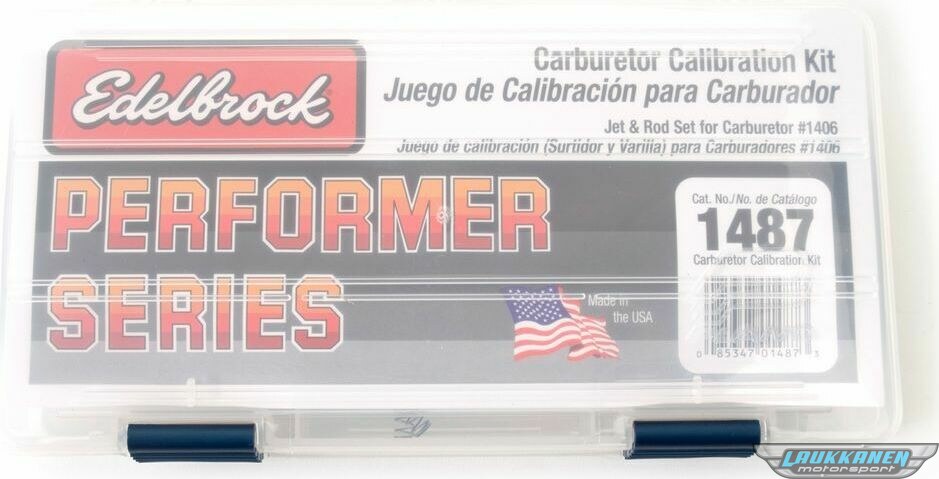 Edelbrock
Carburetor Calibration Kit
Juego de Calibración para Carburador
Jet & Rod Set for Carburetor #1406
Juego de calibración (Surtidor y Varilla) para Carburadores #1406
PERFORMER
SERIES
Cat. No./No. de Catálogo
1487
Carburetor Calibration Kit
Made in
the USA
0 85347 01487 3
LAUKKANEN
motorsport